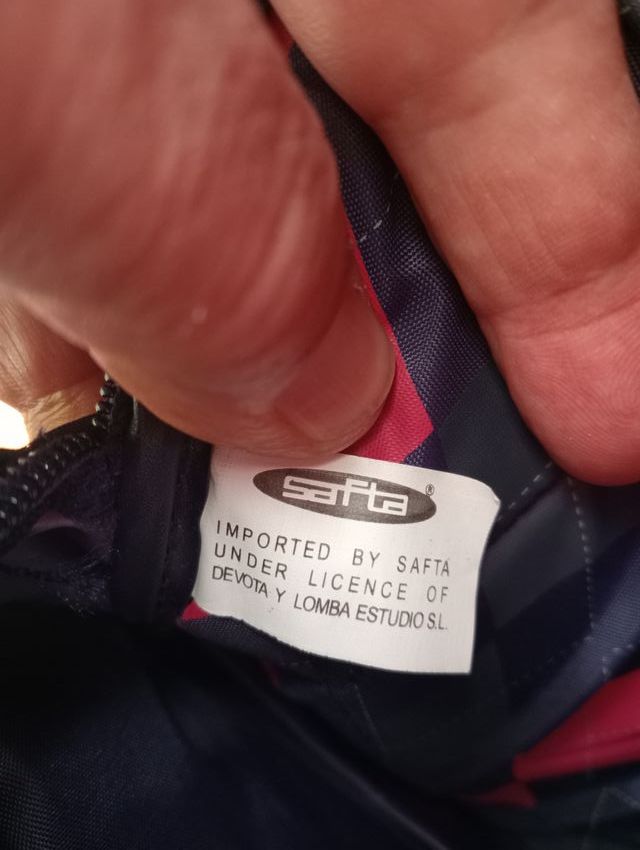 safta®
IMPORTED BY SAFTA
UNDER LICENCE OF
DEVOTA Y LOMBA ESTUDIO S.L.